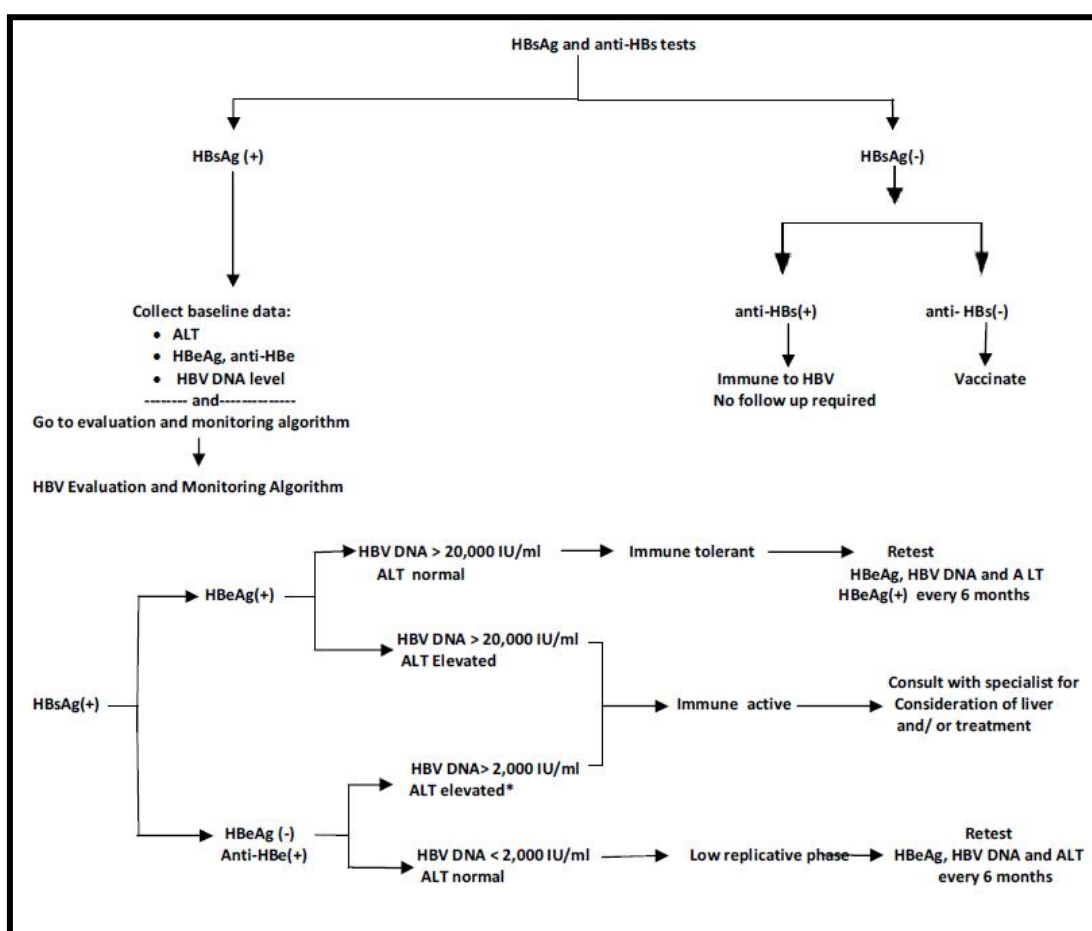 HBsAg and anti-HBs tests
HBsAg (+)
HBsAg(-)
Collect baseline data:
• ALT
• HBeAg, anti-HBe
• HBV DNA level
-------- and--------------
Go to evaluation and monitoring algorithm
anti-HBs(+)
anti- HBs(-)
Immune to HBV
No follow up required
Vaccinate
HBV Evaluation and Monitoring Algorithm
HBsAg(+)
HBeAg(+)
HBV DNA > 20,000 IU/ml
ALT normal
Immune tolerant
Retest
HBeAg, HBV DNA and A LT
HBeAg(+) every 6 months
HBV DNA > 20,000 IU/ml
ALT Elevated
Immune active
Consult with specialist for
Consideration of liver
and/ or treatment
HBV DNA> 2,000 IU/ml
ALT elevated*
HBeAg (-)
Anti-HBe(+)
HBV DNA < 2,000 IU/ml
ALT normal
Low replicative phase
Retest
HBeAg, HBV DNA and ALT
every 6 months